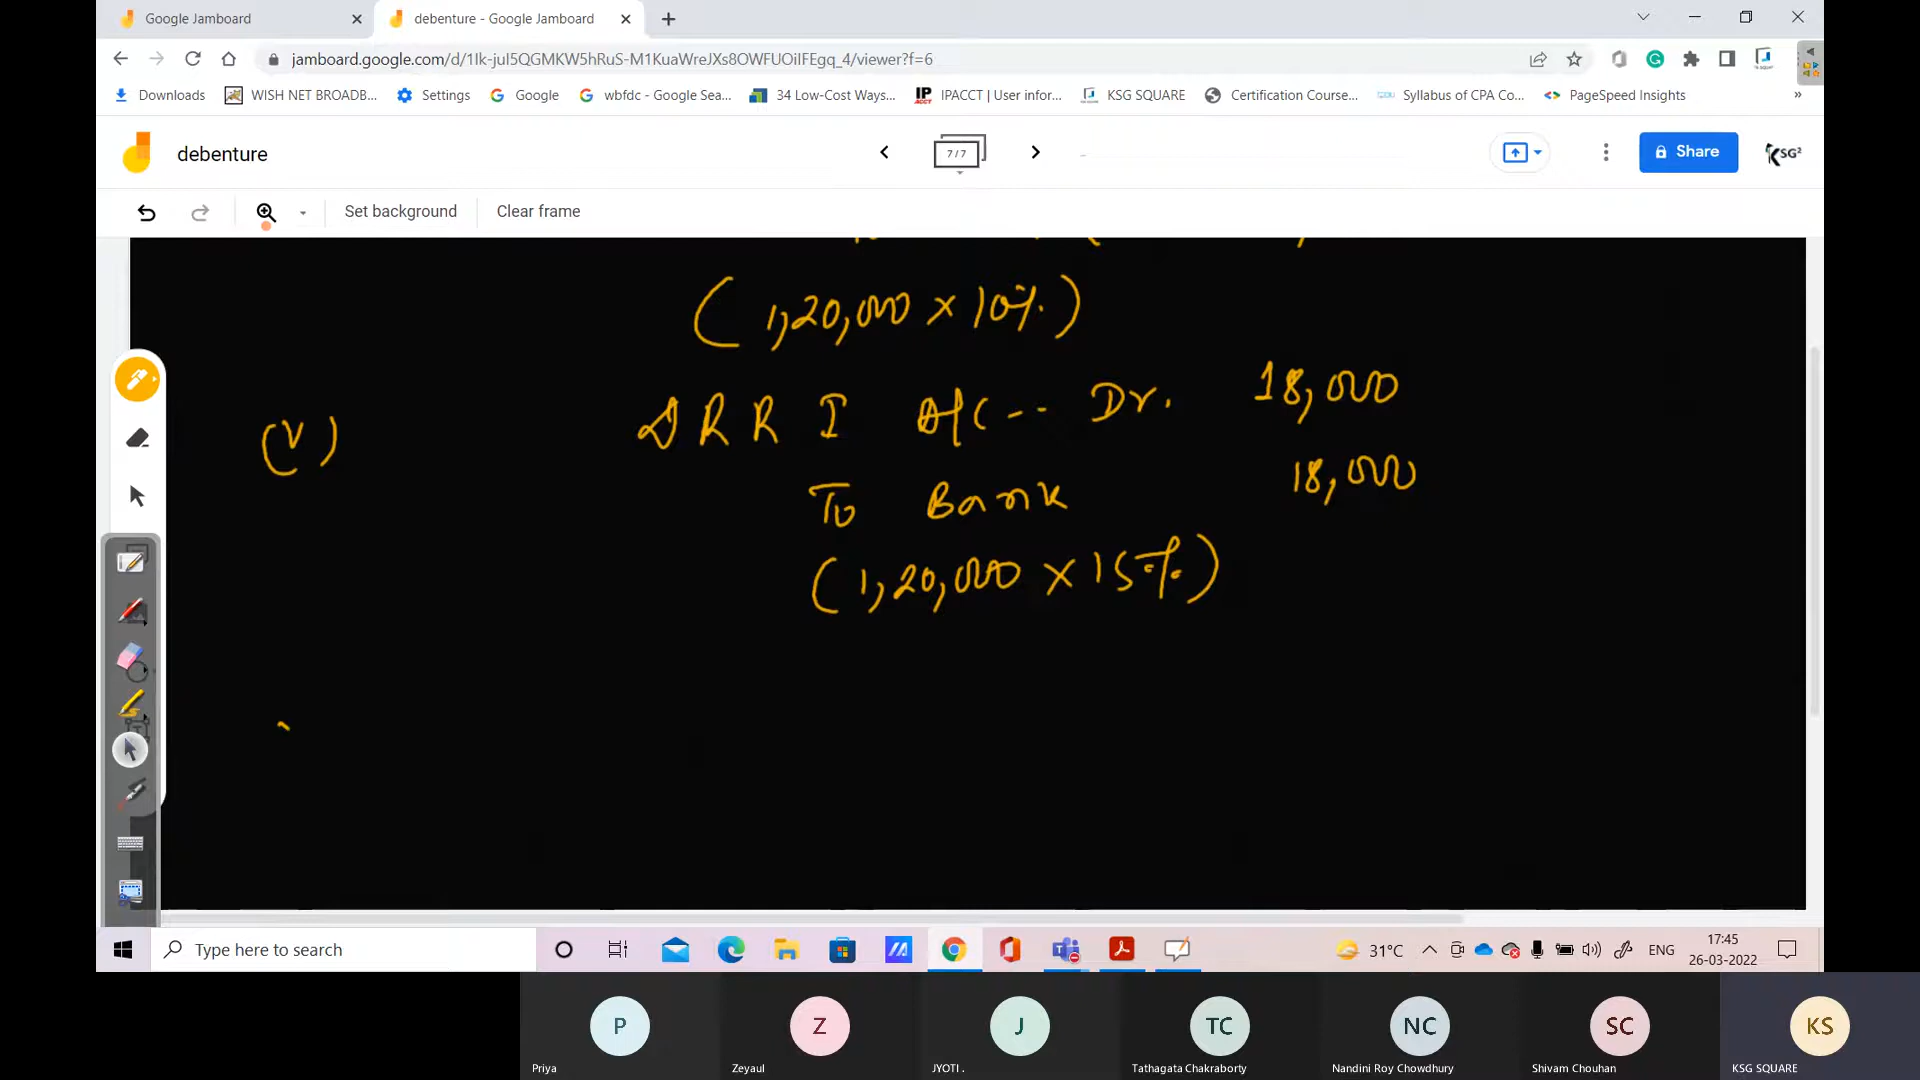 Google Jamboard
debenture - Google Jamboard
jamboard.google.com/d/1Ik-juI5QGMKW5hRuS-M1KuaWreJXs8OWFUOiIFEgq_4/viewer?f=6
Downloads WISH NET BROADB... Settings Google wbfdc - Google Sea... 34 Low-Cost Ways... IPACCT | User infor... KSG SQUARE Certification Course... Syllabus of CPA Co... PageSpeed Insights »
debenture
7 / 7
Share
KSG²
Set background Clear frame
(1,20,000 × 10%)
(V) DRRI A/C -- Dr. 18,000
To Bank 18,000
(1,20,000 × 15%)
Type here to search
31°C ENG
17:45
26-03-2022
P Z J TC NC SC KS
Priya Zeyaul JYOTI . Tathagata Chakraborty Nandini Roy Chowdhury Shivam Chouhan KSG SQUARE